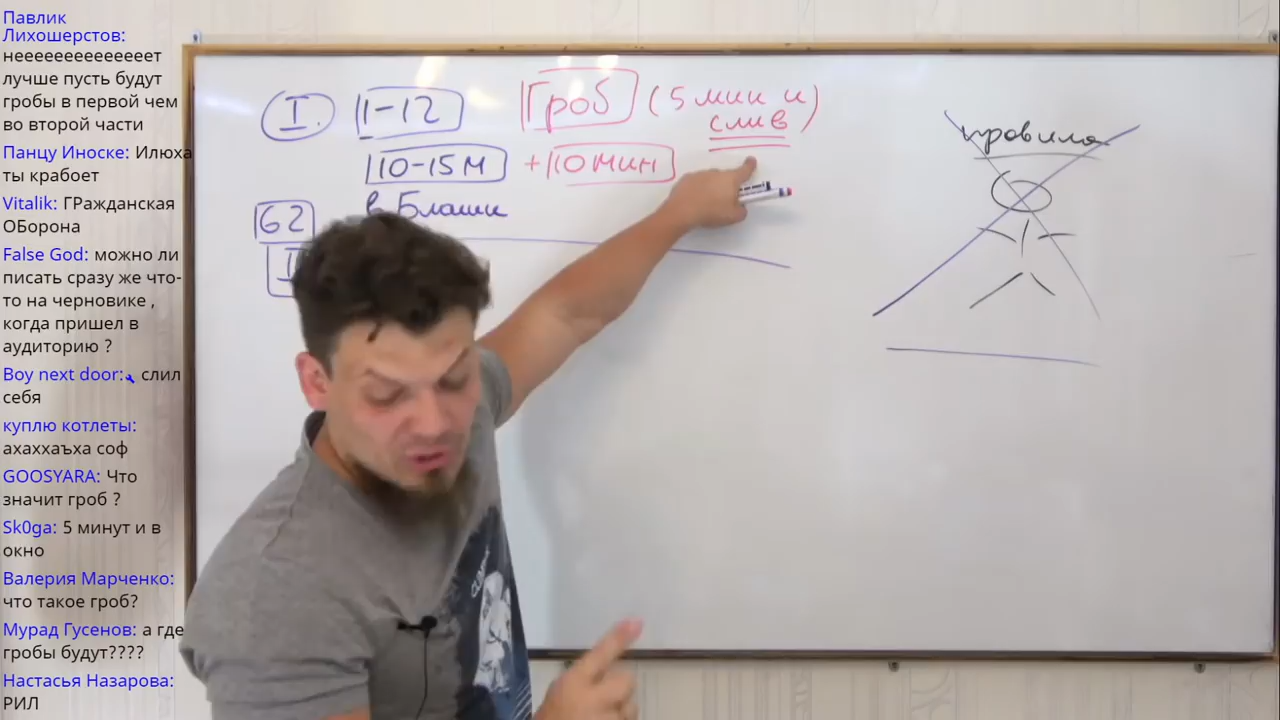 Павлик
Лихошерстов:
нееееееееееееееет
лучше пусть будут
гробы в первой чем
во второй части
Панцу Иноске: Илюха
ты крабоет
Vitalik: ГРажданская
ОБорона
False God: можно ли
писать сразу же что-
то на черновике ,
когда пришел в
аудиторию ?
Boy next door: слил
себя
куплю котлеты:
ахаххаъха соф
GOOSYARA: Что
значит гроб ?
Sk0ga: 5 минут и в
окно
Валерия Марченко:
что такое гроб?
Мурад Гусенов: а где
гробы будут????
Настасья Назарова:
РИЛ
I. 1-12 Гроб (5 мин и
слив)
10-15 м + 10 мин
в Бланки
62
правила